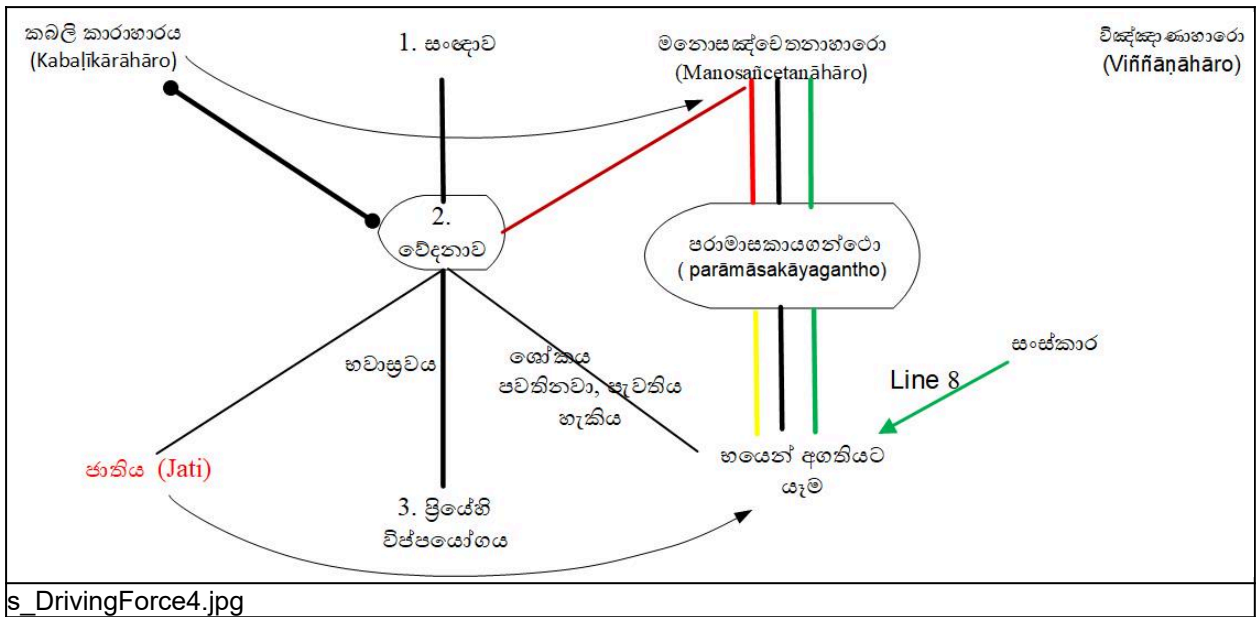 කබලි කාරාහාරය
(Kabaḷīkārāhāro)
1. සංඥාව
මනොසඤ්චෙතනාහාරො
(Manosañcetanāhāro)
විඤ්ඤාණාහාරො
(Viññāṇāhāro)
2.
වේදනාව
පරාමාසකායගන්ථො
( parāmāsakāyagantho)
සංස්කාර
Line 8
භවාස්‍රවය
ශෝකය
පවතිනවා, පැවතිය
හැකිය
ජාතිය (Jati)
3. ප්‍රියේහි
විප්පයෝගය
භයෙන් අගතියට
යෑම
s_DrivingForce4.jpg